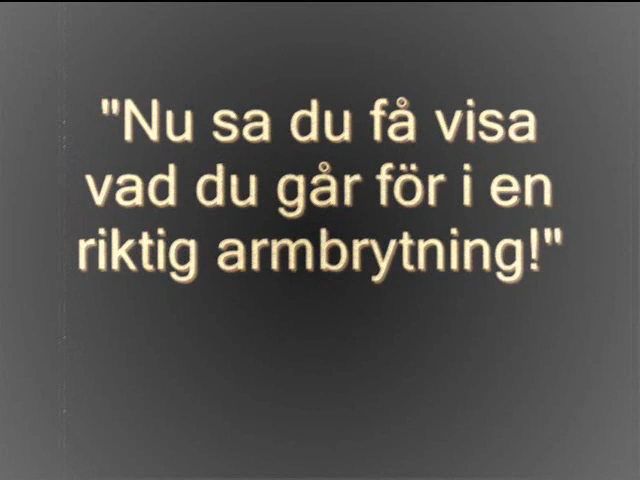 "Nu sa du få visa
vad du går för i en
riktig armbrytning!"